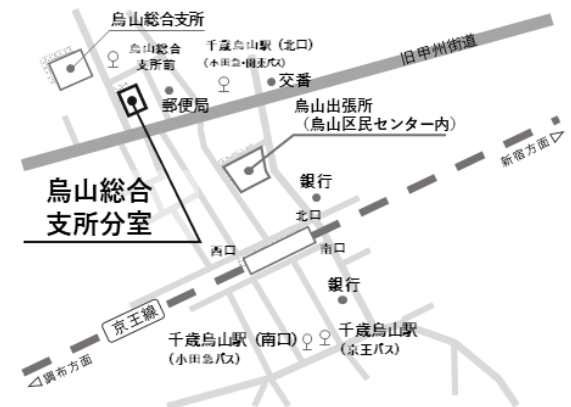 烏山総合支所
烏山総合
支所前
千歳烏山駅（北口）
（小田急・関東バス）
旧甲州街道
交番
郵便局
烏山出張所
（烏山区民センター内）
新宿方面
銀行
烏山総合
支所分室
北口
西口
南口
銀行
京王線
千歳烏山駅（南口）
（小田急バス）
千歳烏山駅
（京王バス）
調布方面